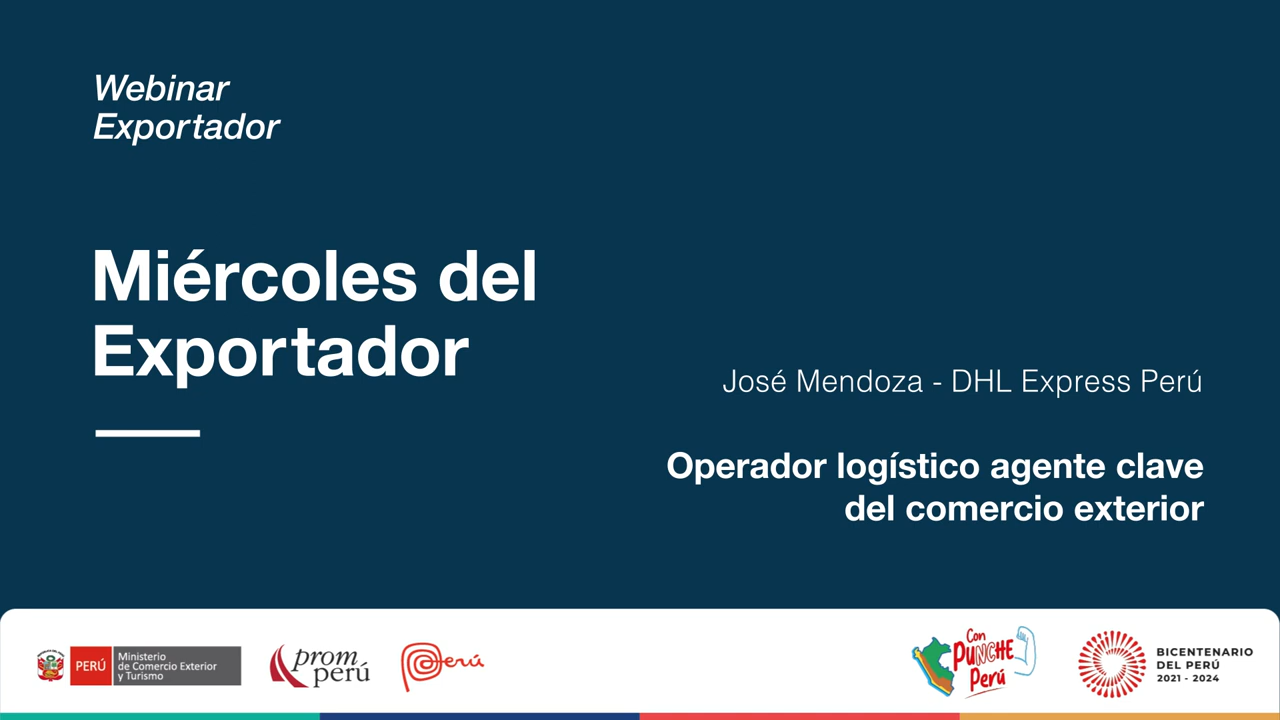 Webinar
Exportador
Miércoles del
Exportador
José Mendoza - DHL Express Perú
Operador logístico agente clave
del comercio exterior
PERÚ
Ministerio
de Comercio Exterior
y Turismo
prom
perú
Perú
Con
PUNCHE
Perú
BICENTENARIO
DEL PERÚ
2021 - 2024